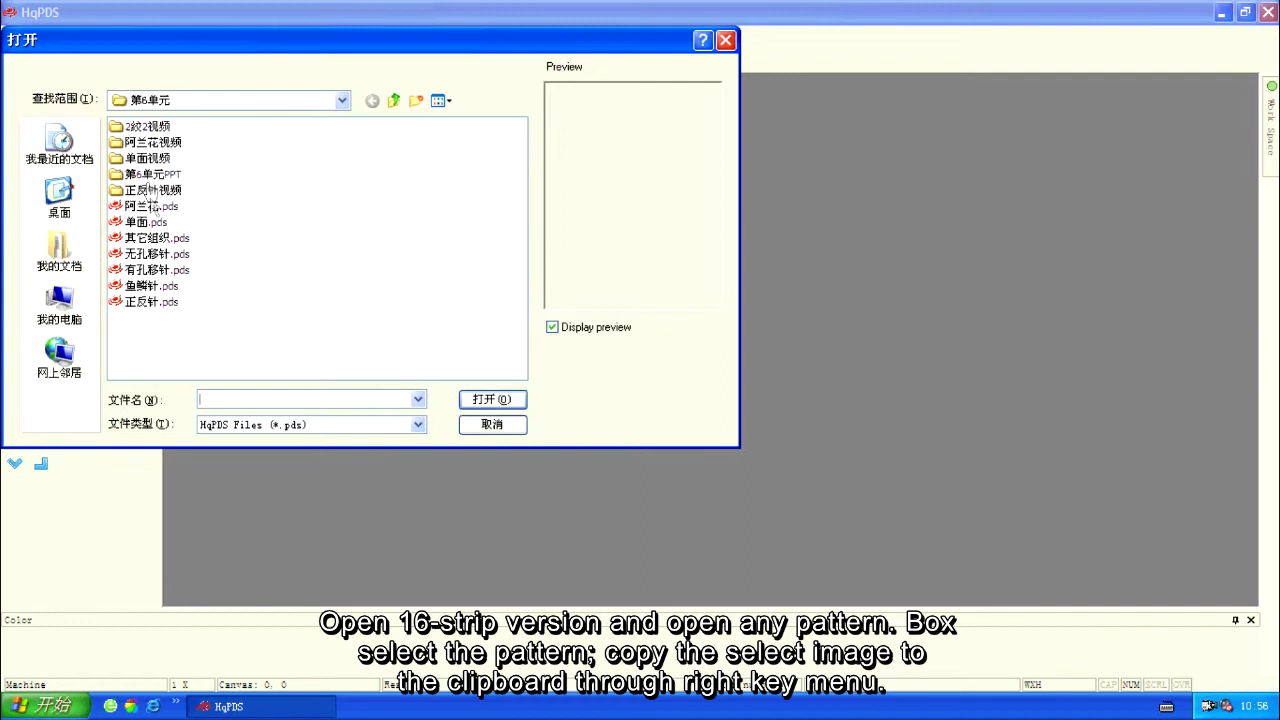 HqPDS
打开
Preview
查找范围(I):
第6单元
2绞2视频
阿兰花视频
单面视频
第6单元PPT
正反针视频
阿兰花.pds
单面.pds
其它组织.pds
无孔移针.pds
有孔移针.pds
鱼鳞针.pds
正反针.pds
我最近的文档
桌面
我的文档
我的电脑
网上邻居
Display preview
文件名(N):
打开(O)
文件类型(T):
HqPDS Files (*.pds)
取消
Work Space
Color
Open 16-strip version and open any pattern. Box
select the pattern; copy the select image to
the clipboard through right key menu.
Machine
1 X
Canvas: 0, 0
WXH
CAP
NUM
SCRL
OVR
开始
HqPDS
10:56